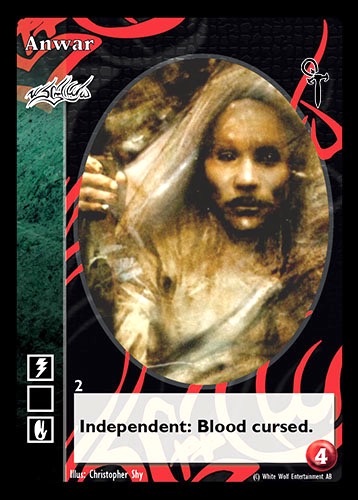 Anwar
2
Independent: Blood cursed.
4
Illus: Christopher Shy
(C) White Wolf Entertainment AB